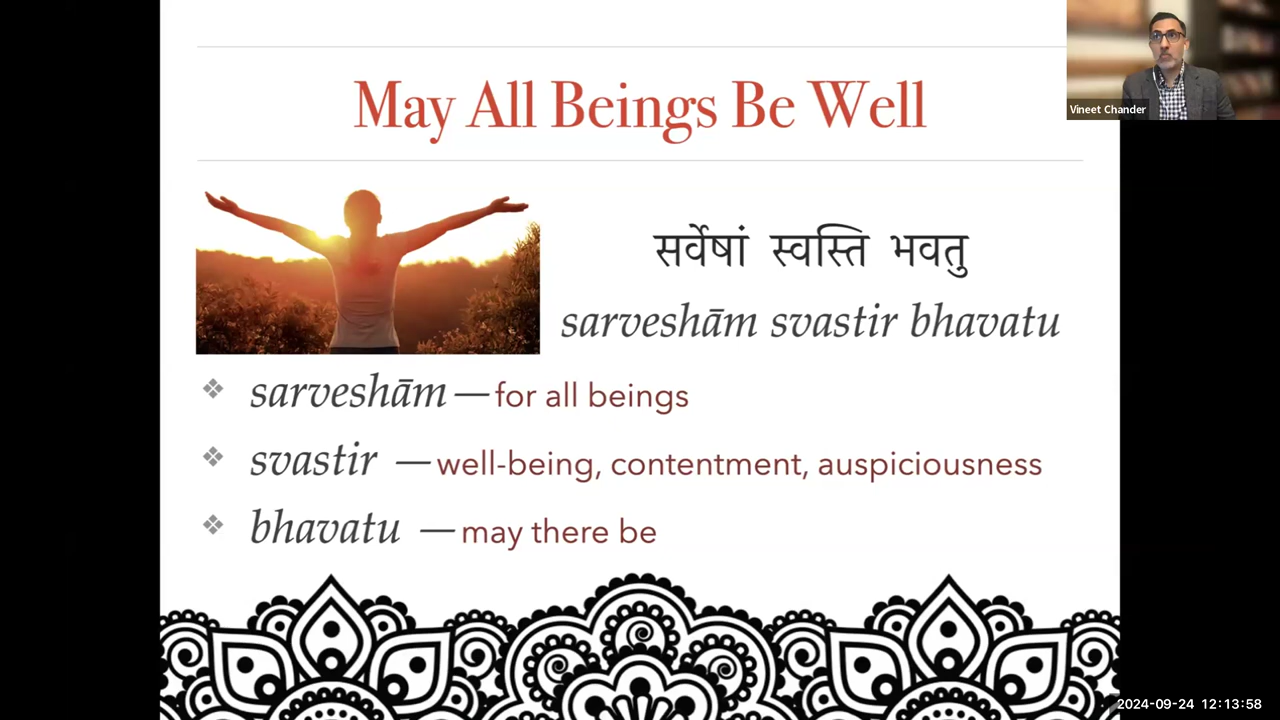 May All Beings Be Well
Vineet Chander
सर्वेषां स्वस्ति भवतु
sarveshām svastir bhavatu
❖ sarveshām — for all beings
❖ svastir — well-being, contentment, auspiciousness
❖ bhavatu — may there be
2024-09-24 12:13:58